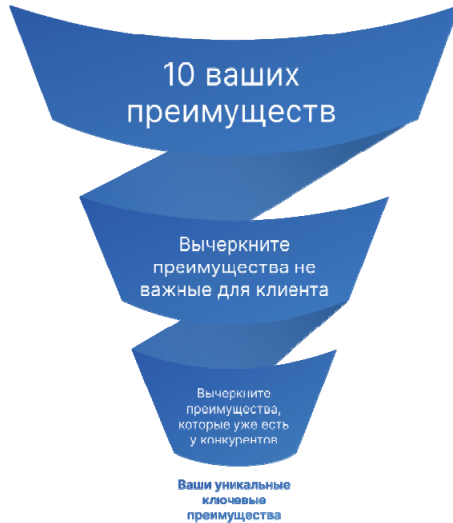 10 ваших
преимуществ
Вычеркните
преимущества не
важные для клиента
Вычеркните
преимущества,
которые уже есть
у конкурентов
Ваши уникальные
ключевые
преимущества